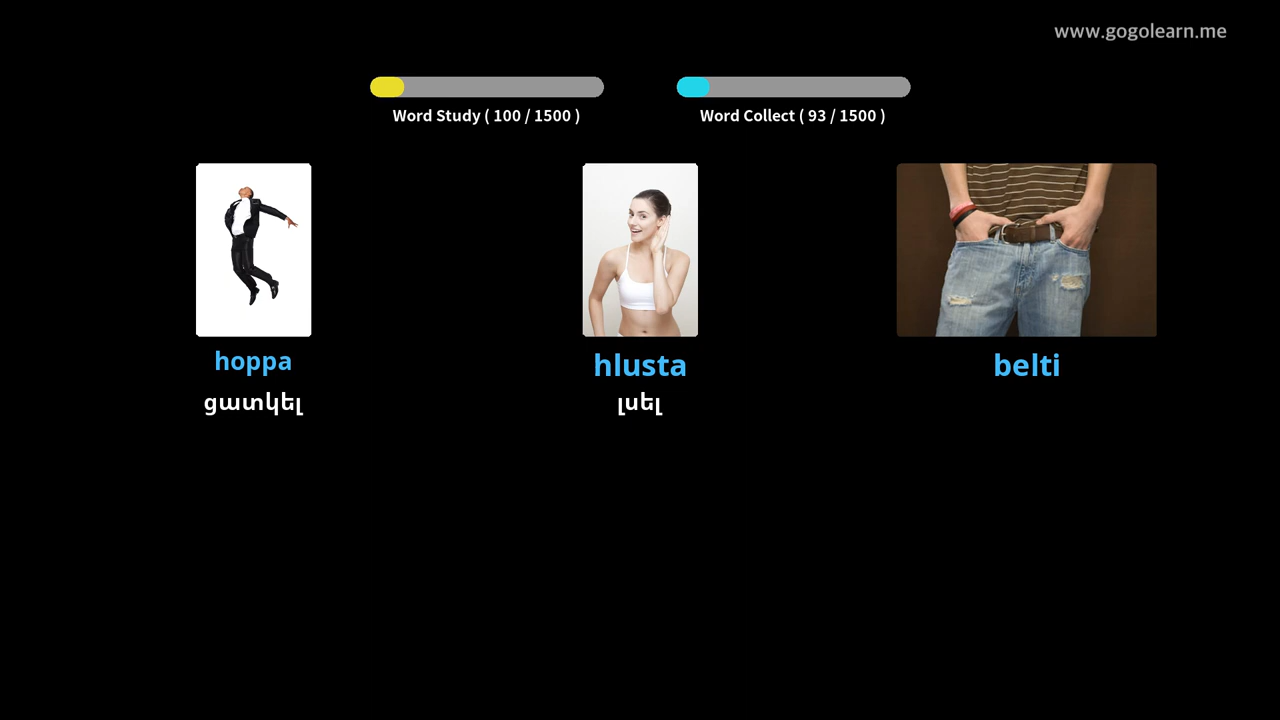 www.gogolearn.me
Word Study ( 100 / 1500 )
Word Collect ( 93 / 1500 )
hoppa
ցատկել
hlusta
լսել
belti